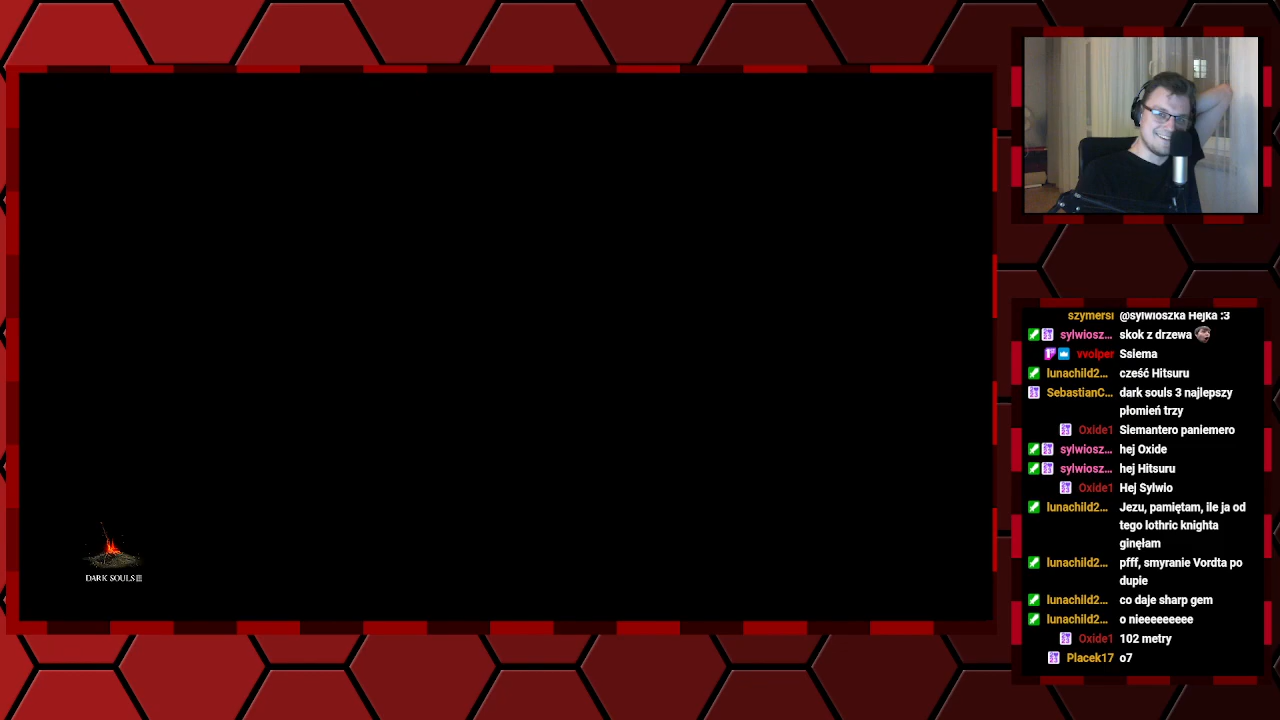 DARK SOULS III
szymersi @sylwioszka Hejka :3
sylwiosz... skok z drzewa
vvolper Ssiema
lunachild2... cześć Hitsuru
SebastianC... dark souls 3 najlepszy
płomień trzy
Oxide1 Siemantero paniemero
sylwiosz... hej Oxide
sylwiosz... hej Hitsuru
Oxide1 Hej Sylwio
lunachild2... Jezu, pamiętam, ile ja od
tego lothric knighta
ginęłam
lunachild2... pfff, smyranie Vordta po
dupie
lunachild2... co daje sharp gem
lunachild2... o nieeeeeeeee
Oxide1 102 metry
Placek17 o7